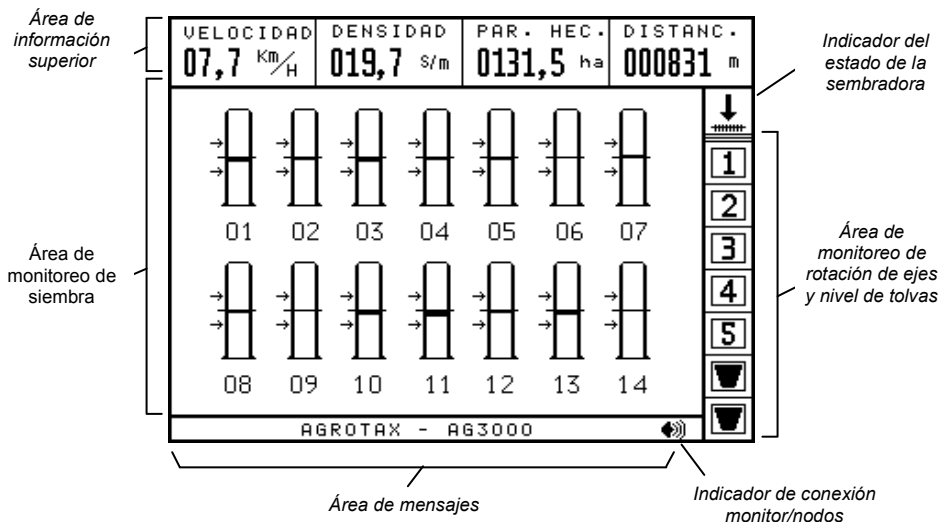 Área de
información
superior
VELOCIDAD DENSIDAD PAR. HEC. DISTANC.
07,7 Km/H 019,7 S/m 0131,5 ha 000831 m
Indicador del
estado de la
sembradora
1
2
3
4
5
01 02 03 04 05 06 07
Área de
monitoreo de
siembra
Área de
monitoreo de
rotación de ejes
y nivel de tolvas
08 09 10 11 12 13 14
AGROTAX - AG3000
Área de mensajes
Indicador de conexión
monitor/nodos